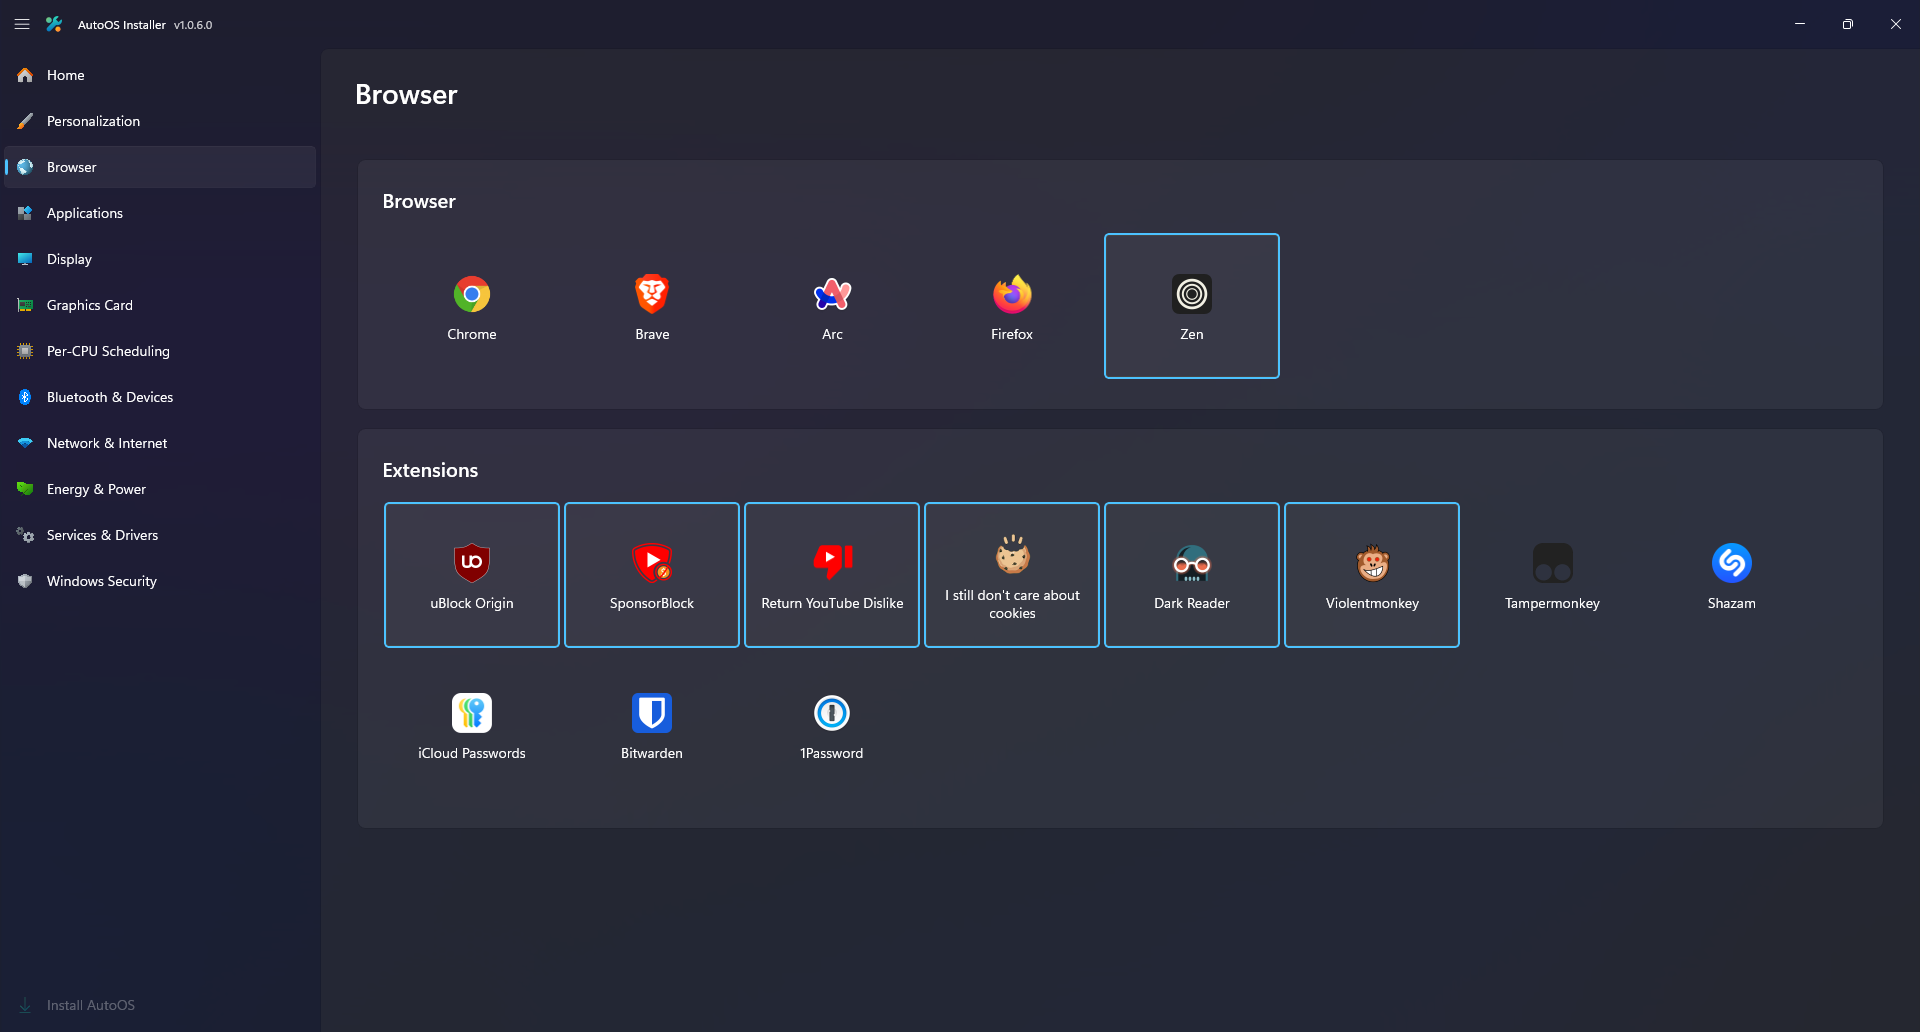 AutoOS Installer v1.0.6.0
Home
Personalization
Browser
Applications
Display
Graphics Card
Per-CPU Scheduling
Bluetooth & Devices
Network & Internet
Energy & Power
Services & Drivers
Windows Security
Install AutoOS
Browser
Browser
Chrome
Brave
Arc
Firefox
Zen
Extensions
uBlock Origin
SponsorBlock
Return YouTube Dislike
I still don't care about
cookies
Dark Reader
Violentmonkey
Tampermonkey
Shazam
iCloud Passwords
Bitwarden
1Password